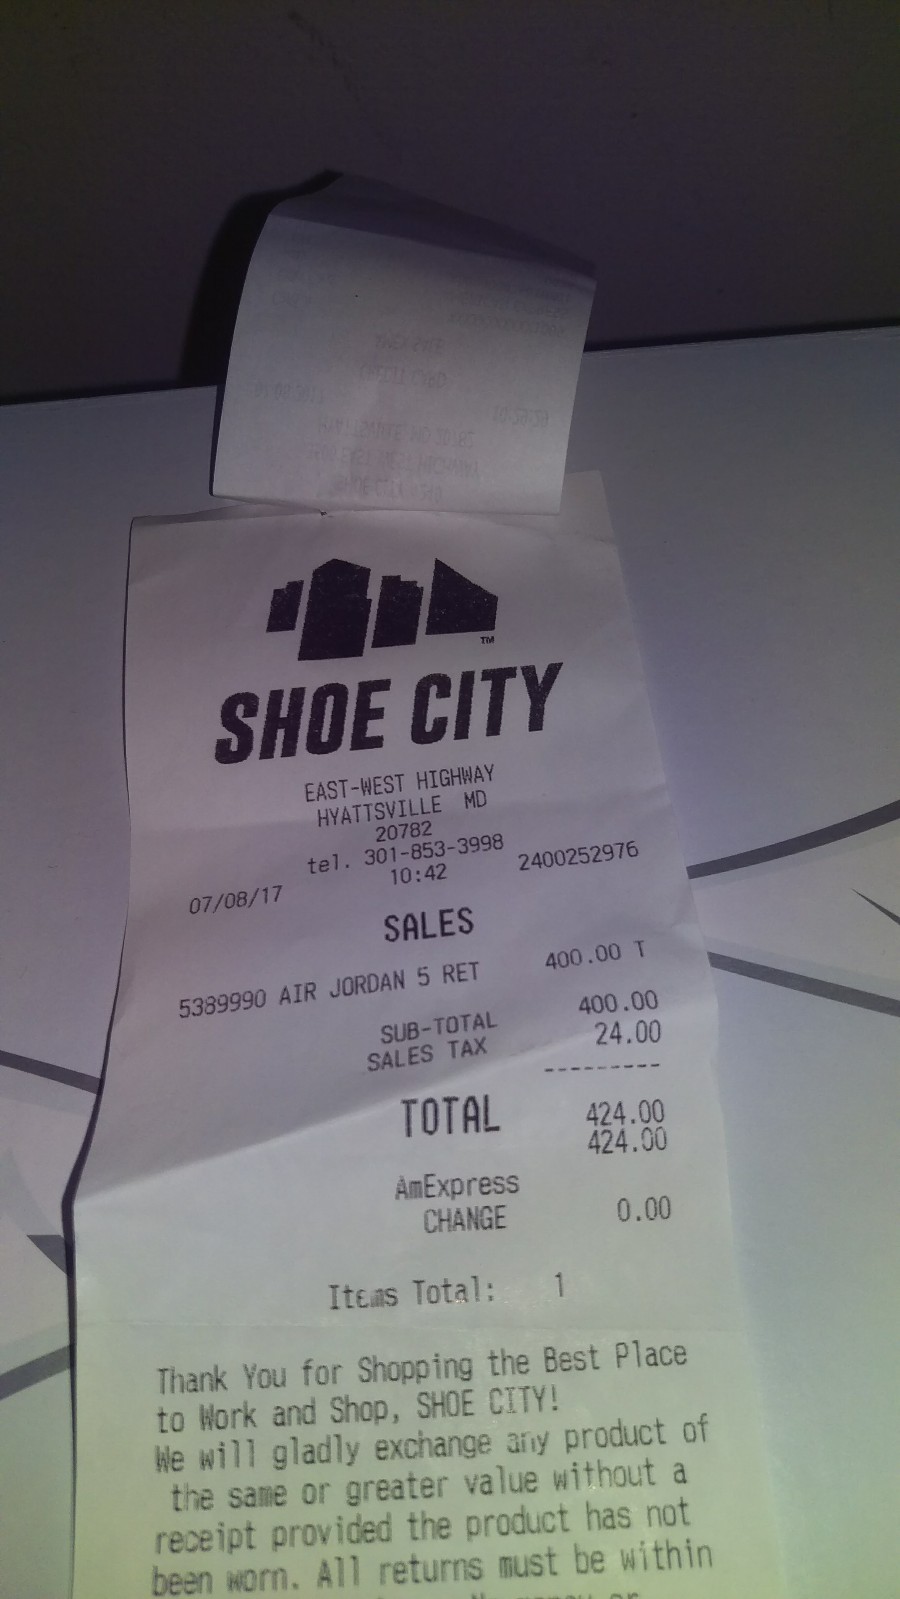 TM
SHOE CITY
EAST-WEST HIGHWAY
HYATTSVILLE MD
20782
tel. 301-853-3998
07/08/17 10:42 2400252976
SALES
5389990 AIR JORDAN 5 RET 400.00 T
SUB-TOTAL 400.00
SALES TAX 24.00
---------
TOTAL 424.00
424.00
AmExpress
CHANGE 0.00
Items Total: 1
Thank You for Shopping the Best Place
to Work and Shop, SHOE CITY!
We will gladly exchange any product of
the same or greater value without a
receipt provided the product has not
been worn. All returns must be within